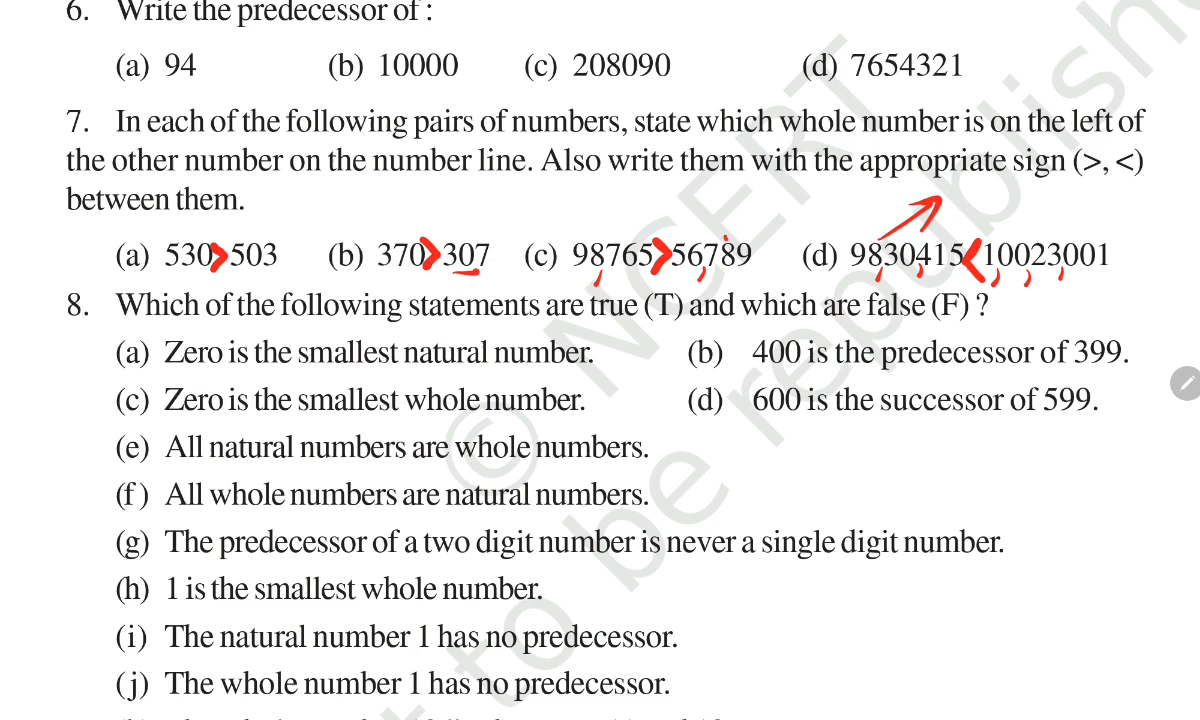 6. Write the predecessor of :
(a) 94 (b) 10000 (c) 208090 (d) 7654321
7. In each of the following pairs of numbers, state which whole number is on the left of
the other number on the number line. Also write them with the appropriate sign (>, <)
between them.
(a) 530 > 503 (b) 370 > 307 (c) 98765 > 56789 (d) 9830415 < 10023001
8. Which of the following statements are true (T) and which are false (F) ?
(a) Zero is the smallest natural number. (b) 400 is the predecessor of 399.
(c) Zero is the smallest whole number. (d) 600 is the successor of 599.
(e) All natural numbers are whole numbers.
(f) All whole numbers are natural numbers.
(g) The predecessor of a two digit number is never a single digit number.
(h) 1 is the smallest whole number.
(i) The natural number 1 has no predecessor.
(j) The whole number 1 has no predecessor.
© NCERT
to be republish